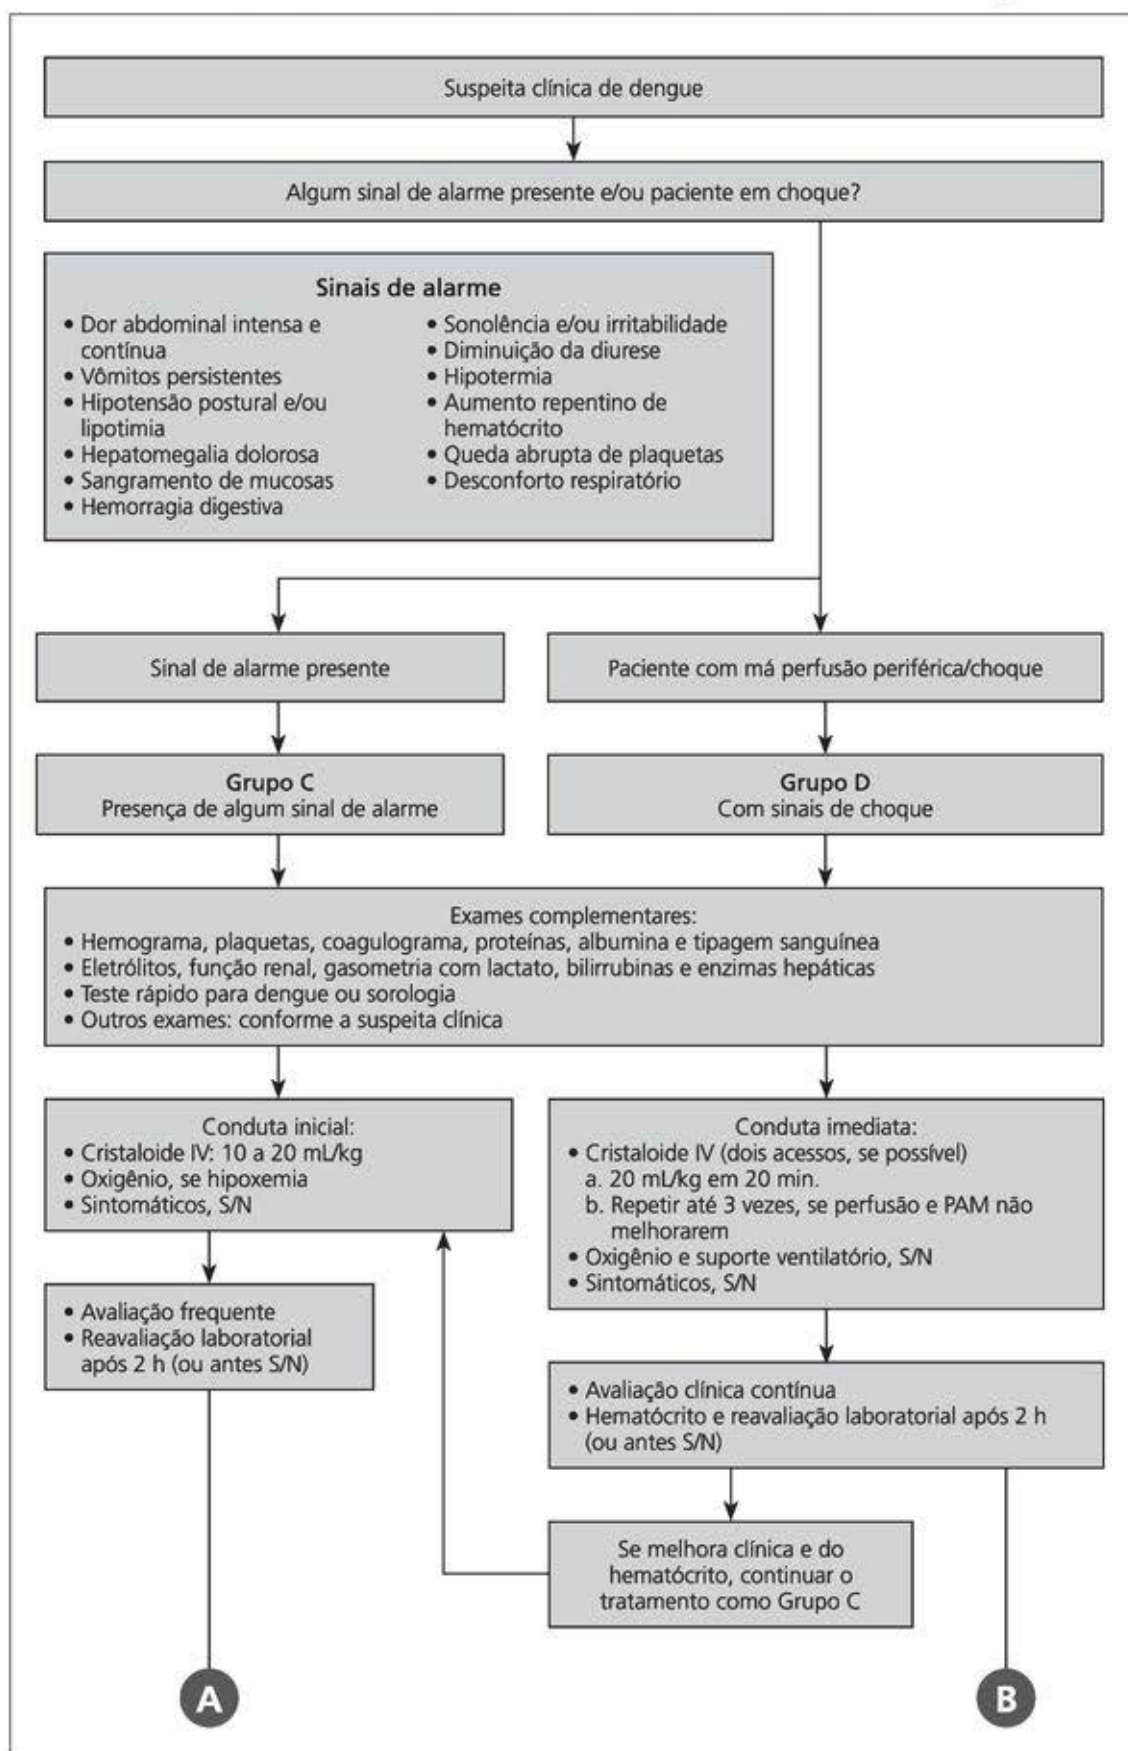 Suspeita clínica de dengue
Algum sinal de alarme presente e/ou paciente em choque?
Sinais de alarme
• Dor abdominal intensa e
contínua
• Vômitos persistentes
• Hipotensão postural e/ou
lipotimia
• Hepatomegalia dolorosa
• Sangramento de mucosas
• Hemorragia digestiva
• Sonolência e/ou irritabilidade
• Diminuição da diurese
• Hipotermia
• Aumento repentino de
hematócrito
• Queda abrupta de plaquetas
• Desconforto respiratório
Sinal de alarme presente
Paciente com má perfusão periférica/choque
Grupo C
Presença de algum sinal de alarme
Grupo D
Com sinais de choque
Exames complementares:
• Hemograma, plaquetas, coagulograma, proteínas, albumina e tipagem sanguínea
• Eletrólitos, função renal, gasometria com lactato, bilirrubinas e enzimas hepáticas
• Teste rápido para dengue ou sorologia
• Outros exames: conforme a suspeita clínica
Conduta inicial:
• Cristaloide IV: 10 a 20 mL/kg
• Oxigênio, se hipoxemia
• Sintomáticos, S/N
Conduta imediata:
• Cristaloide IV (dois acessos, se possível)
a. 20 mL/kg em 20 min.
b. Repetir até 3 vezes, se perfusão e PAM não
melhorarem
• Oxigênio e suporte ventilatório, S/N
• Sintomáticos, S/N
• Avaliação frequente
• Reavaliação laboratorial
após 2 h (ou antes S/N)
• Avaliação clínica contínua
• Hematócrito e reavaliação laboratorial após 2 h
(ou antes S/N)
Se melhora clínica e do
hematócrito, continuar o
tratamento como Grupo C
A
B